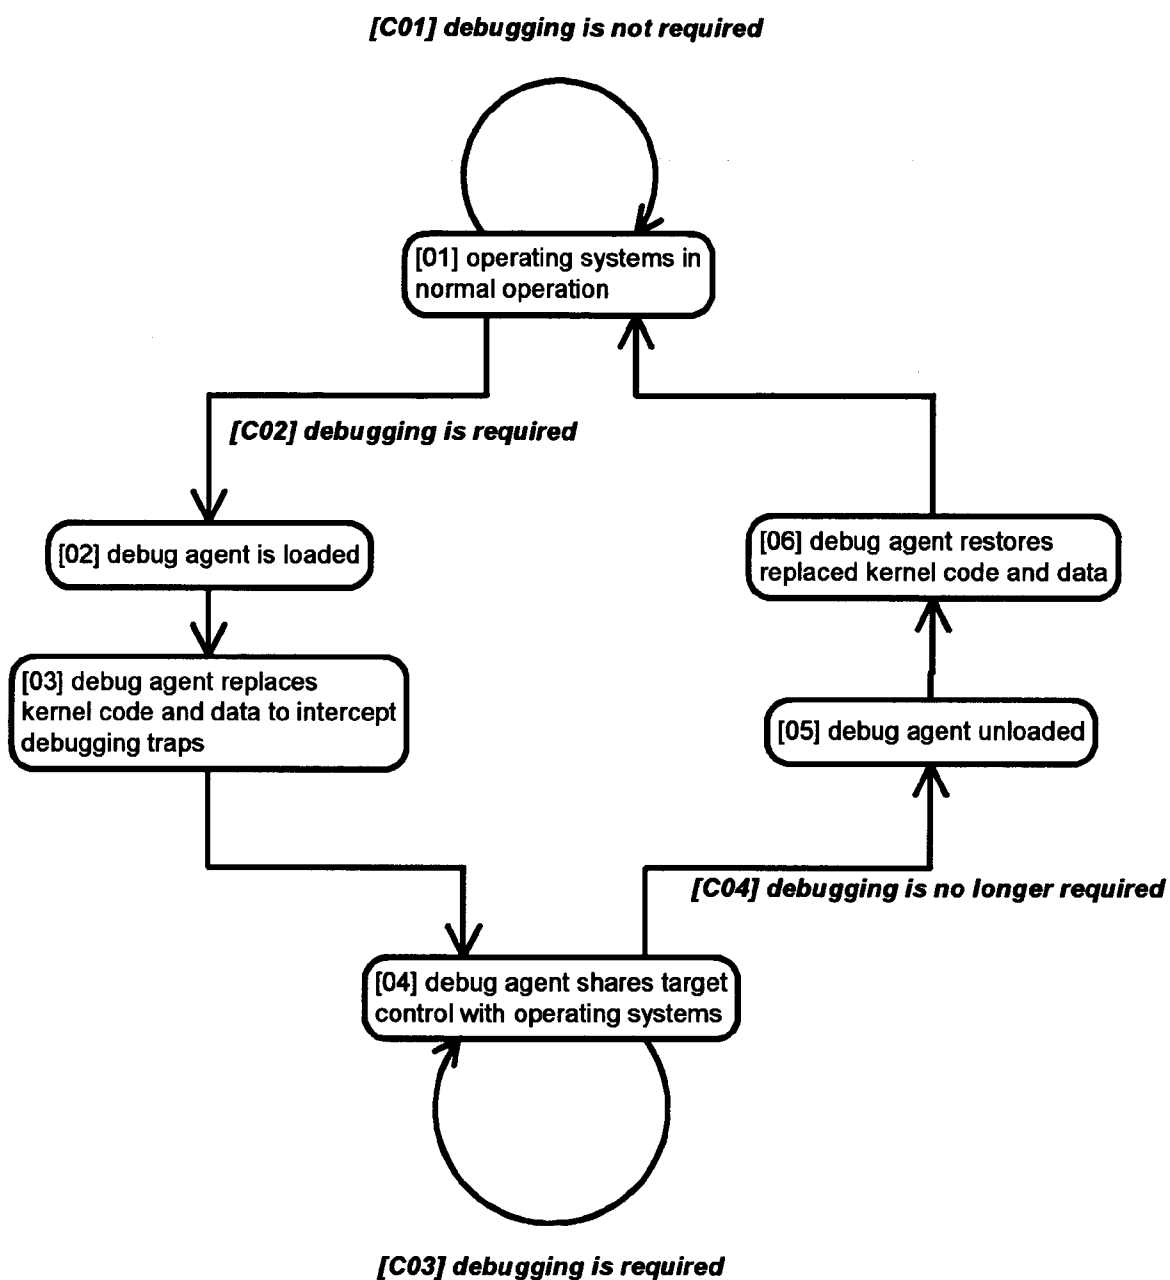 [C01] debugging is not required
[01] operating systems in
normal operation
[C02] debugging is required
[02] debug agent is loaded
[06] debug agent restores
replaced kernel code and data
[03] debug agent replaces
kernel code and data to intercept
debugging traps
[05] debug agent unloaded
[C04] debugging is no longer required
[04] debug agent shares target
control with operating systems
[C03] debugging is required